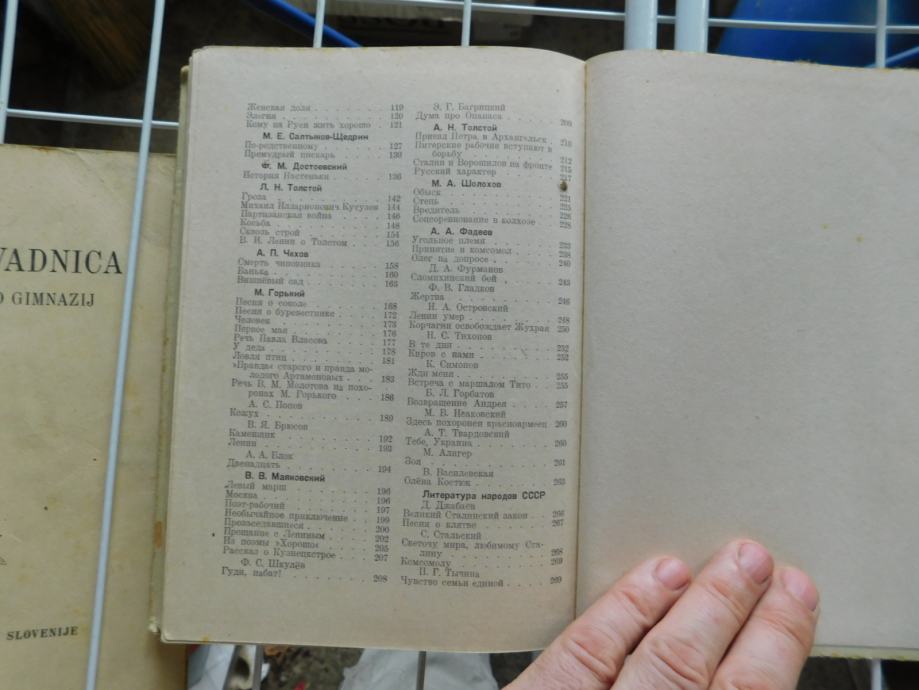 VADNICA
O GIMNAZIJ
SLOVENIJE
Женская доля . . . . . . . . 119
Элегия . . . . . . . . 120
Кому на Руси жить хорошо . 121
М. Е. Салтыков-Щедрин
По-родственному . . . . . . 127
Премудрый пискарь . . . . . 130
Ф. М. Достоевский
История Настеньки . . . . . 136
Л. Н. Толстой
Гроза . . . . . . . . 142
Михаил Илларионович Кутузов 144
Партизанская война . . . . . 146
Косьба . . . . . . . . 148
Сквозь строй . . . . . . . 154
В. И. Ленин о Толстом . . . . 156
А. П. Чехов
Смерть чиновника . . . . . . 158
Ванька . . . . . . . . 160
Вишнёвый сад . . . . . . . 163
М. Горький
Песня о соколе . . . . . . . 168
Песня о буревестнике . . . . 172
Человек . . . . . . . . 173
Первое мая . . . . . . . . 176
Речь Павла Власова . . . . . 177
У деда . . . . . . . . 178
Ловля птиц . . . . . . . . 181
»Правда« старого и правда мо-
лодого Артамоновых . . . . 183
Речь В. М. Молотова на похо-
ронах М. Горького . . . . . 186
А. С. Попов
Кожух . . . . . . . . 189
В. Я. Брюсов
Каменщик . . . . . . . . 192
Ленин . . . . . . . . 193
А. А. Блок
Двенадцать . . . . . . . . 194
В. В. Маяковский
Левый марш . . . . . . . . 196
Москва . . . . . . . . 196
Поэт-рабочий . . . . . . . 197
Необычайное приключение . . 199
Прозаседавшиеся . . . . . . 200
Прощание с Лениным . . . . . 202
Из поэмы »Хорошо« . . . . . 205
Рассказ о Кузнецкстрое . . . 207
Ф. С. Шкулёв
Гуди, набат! . . . . . . . 208
Э. Г. Багрицкий
Дума про Опанаса . . . . . . 209
А. Н. Толстой
Приезд Петра в Архангельск . 210
Питерские рабочие вступают в
борьбу . . . . . . . . 212
Сталин и Ворошилов на фронте 215
Русский характер . . . . . . 217
М. А. Шолохов
Обыск . . . . . . . . 221
Степь . . . . . . . . 225
Вредитель . . . . . . . . 226
Соцсоревнование в колхозе . . 228
А. А. Фадеев
Угольное племя . . . . . . . 233
Принятие в комсомол . . . . . 238
Олег на допросе . . . . . . 240
Д. А. Фурманов
Сломихинский бой . . . . . . 243
Ф. В. Гладков
Жертва . . . . . . . . 246
Н. А. Островский
Ленин умер . . . . . . . . 248
Корчагин освобождает Жухрая 250
Н. С. Тихонов
В те дни . . . . . . . . 252
Киров с нами . . . . . . . 252
К. Симонов
Жди меня . . . . . . . . 255
Встреча с маршалом Тито . . 255
Б. Л. Горбатов
Возвращение Андрея . . . . . 257
М. В. Исаковский
Здесь похоронен красноармеец 260
А. Т. Твардовский
Тебе, Украина . . . . . . . 260
М. Алигер
Зоя . . . . . . . . 261
В. Василевская
Олёна Костюк . . . . . . . 263
Литература народов СССР
Д. Джабаев
Великий Сталинский закон . . 266
Песня о клятве . . . . . . . 267
С. Стальский
Светочу мира, любимому Ста-
лину . . . . . . . . 268
Комсомолу . . . . . . . . 269
П. Г. Тычина
Чувство семьи единой . . . . 269